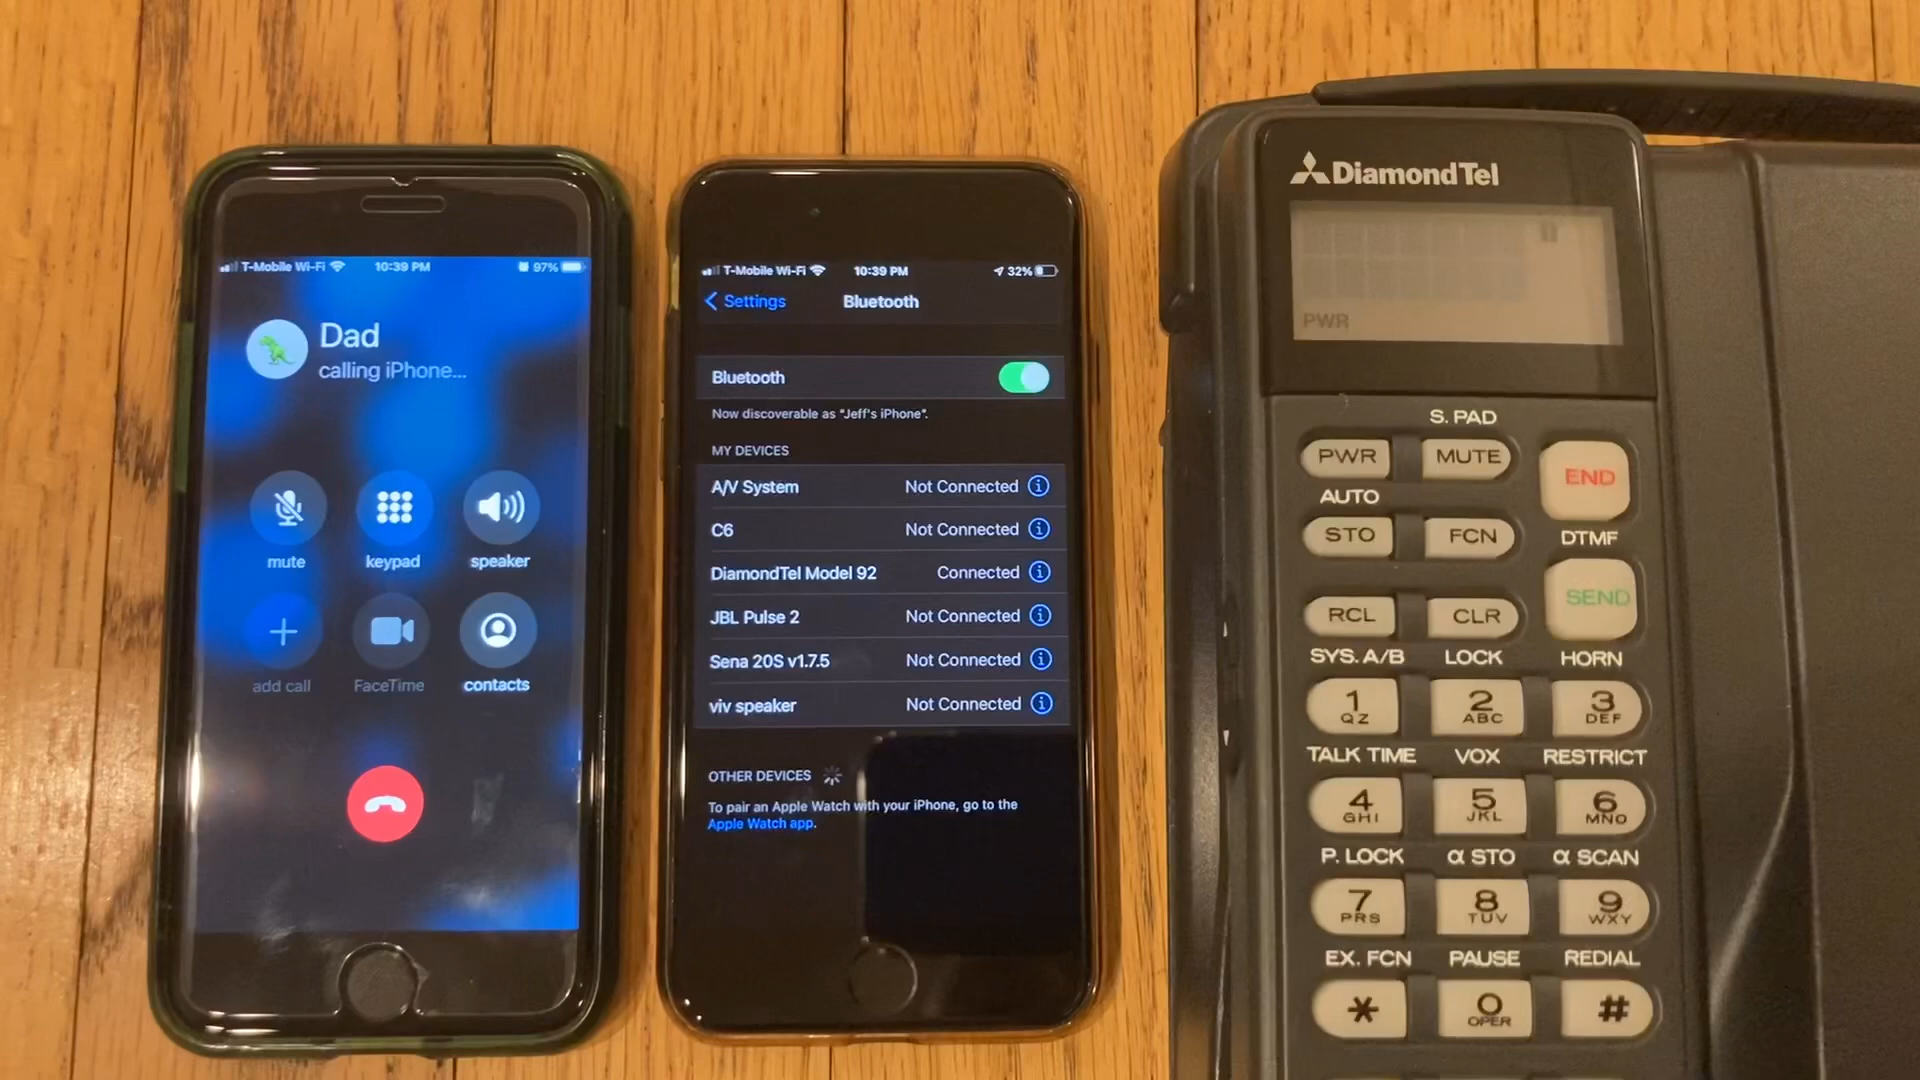 T-Mobile Wi-Fi 10:39 PM 97%
Dad
calling iPhone...
mute keypad speaker
add call FaceTime contacts
T-Mobile Wi-Fi 10:39 PM 32%
Settings Bluetooth
Bluetooth
Now discoverable as "Jeff's iPhone".
MY DEVICES
A/V System Not Connected
C6 Not Connected
DiamondTel Model 92 Connected
JBL Pulse 2 Not Connected
Sena 20S v1.7.5 Not Connected
viv speaker Not Connected
OTHER DEVICES
To pair an Apple Watch with your iPhone, go to the
Apple Watch app.
DiamondTel
PWR
S. PAD
PWR MUTE END
AUTO
STO FCN DTMF
SEND
RCL CLR
SYS. A/B LOCK HORN
1 QZ 2 ABC 3 DEF
TALK TIME VOX RESTRICT
4 GHI 5 JKL 6 MNO
P. LOCK α STO α SCAN
7 PRS 8 TUV 9 WXY
EX. FCN PAUSE REDIAL
* 0 OPER #